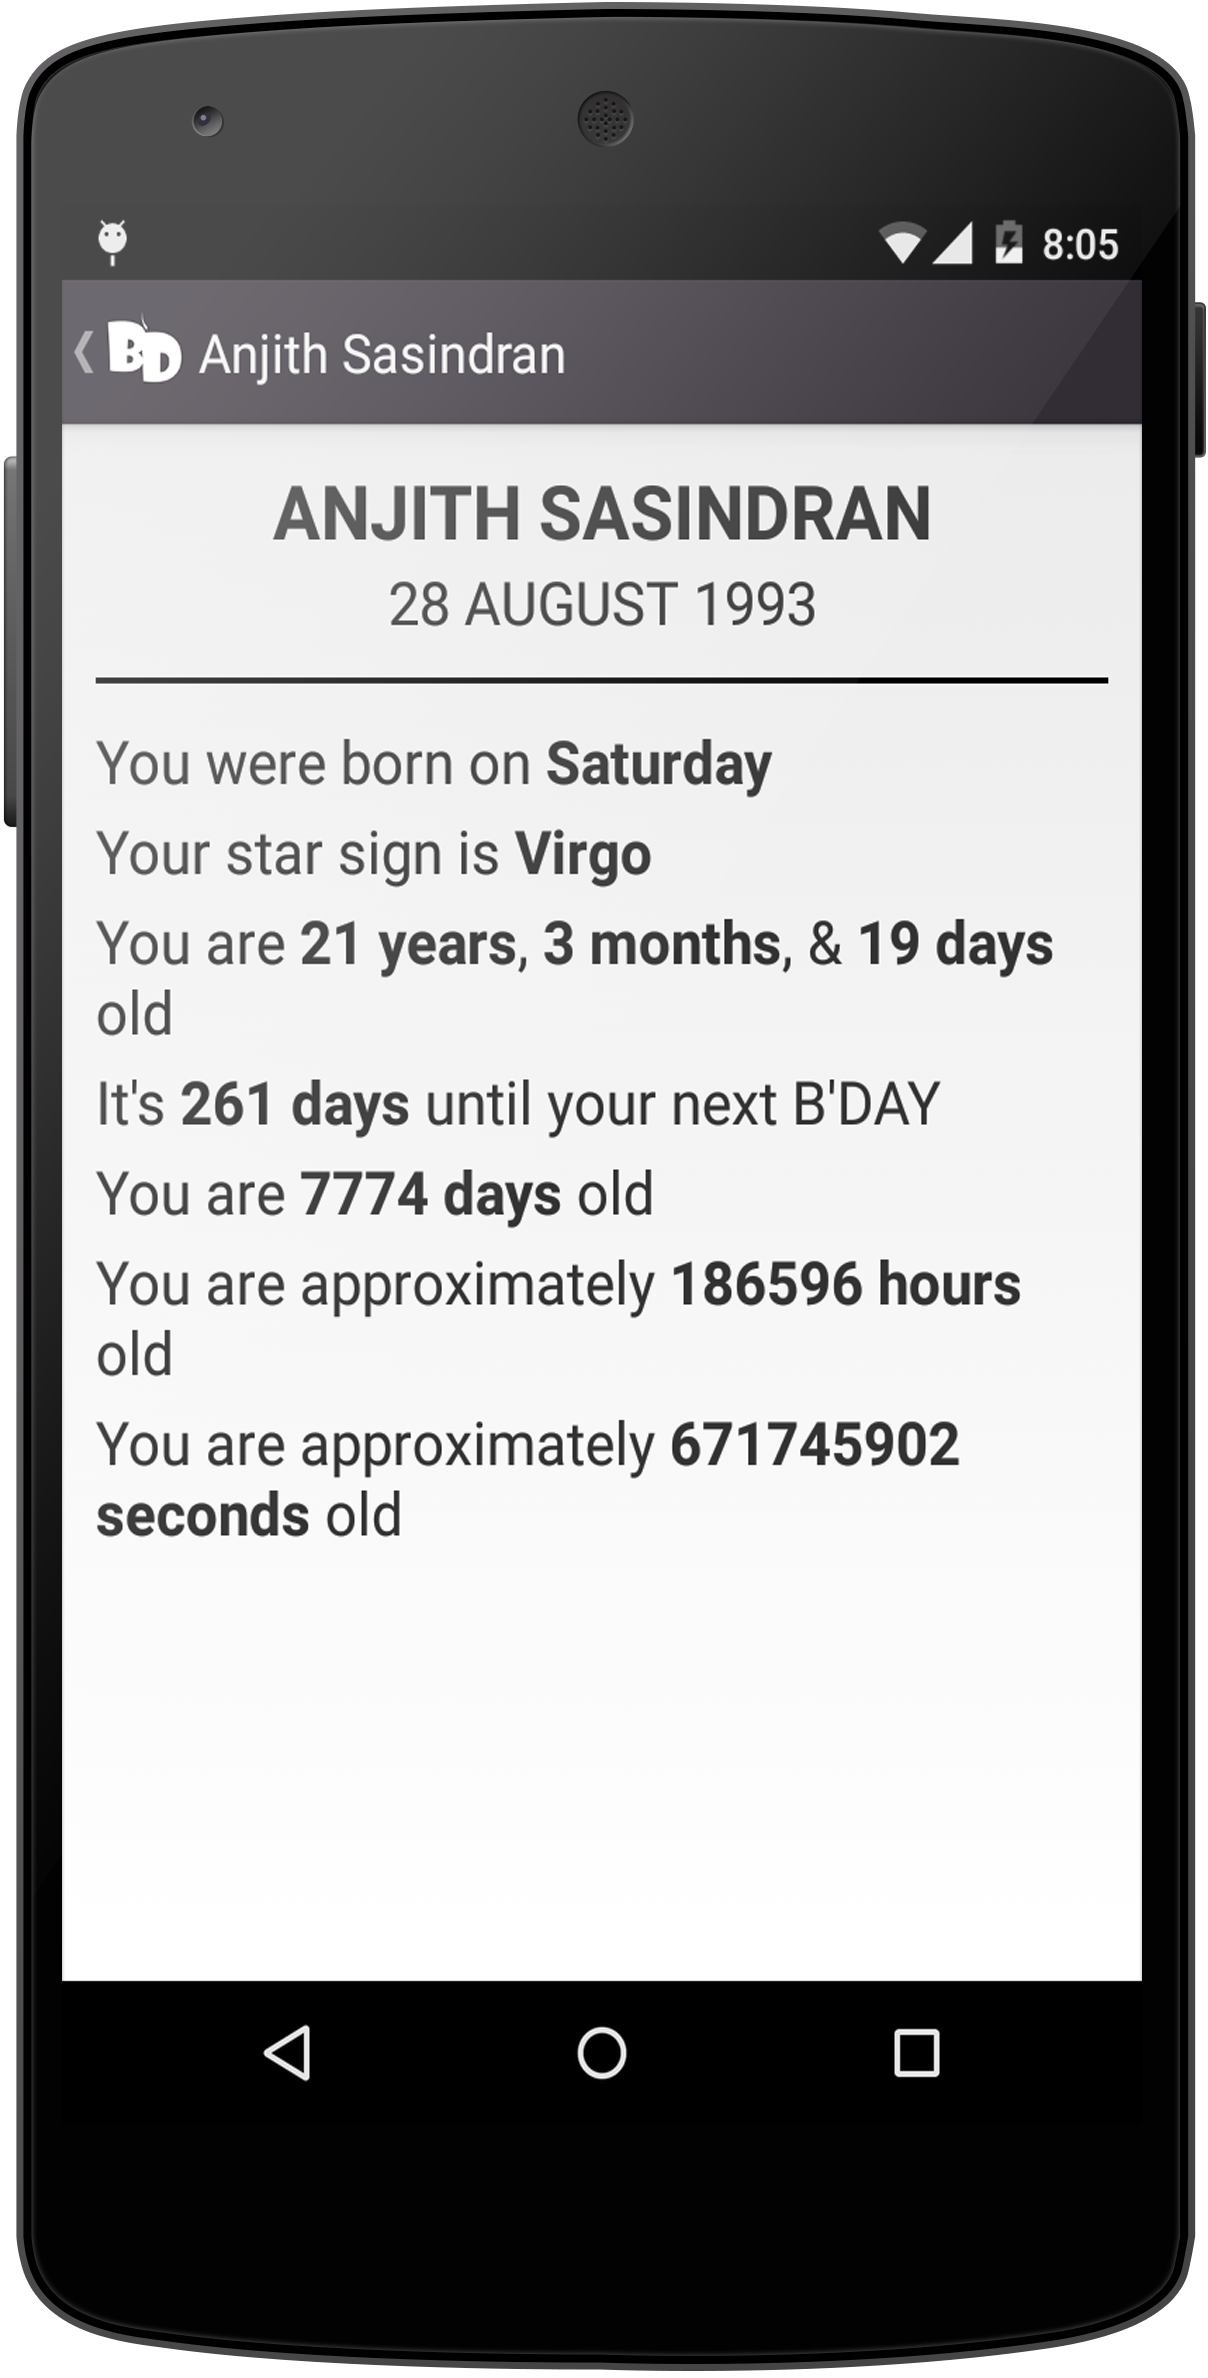 8:05
BD Anjith Sasindran
ANJITH SASINDRAN
28 AUGUST 1993
You were born on Saturday
Your star sign is Virgo
You are 21 years, 3 months, & 19 days
old
It's 261 days until your next B'DAY
You are 7774 days old
You are approximately 186596 hours
old
You are approximately 671745902
seconds old